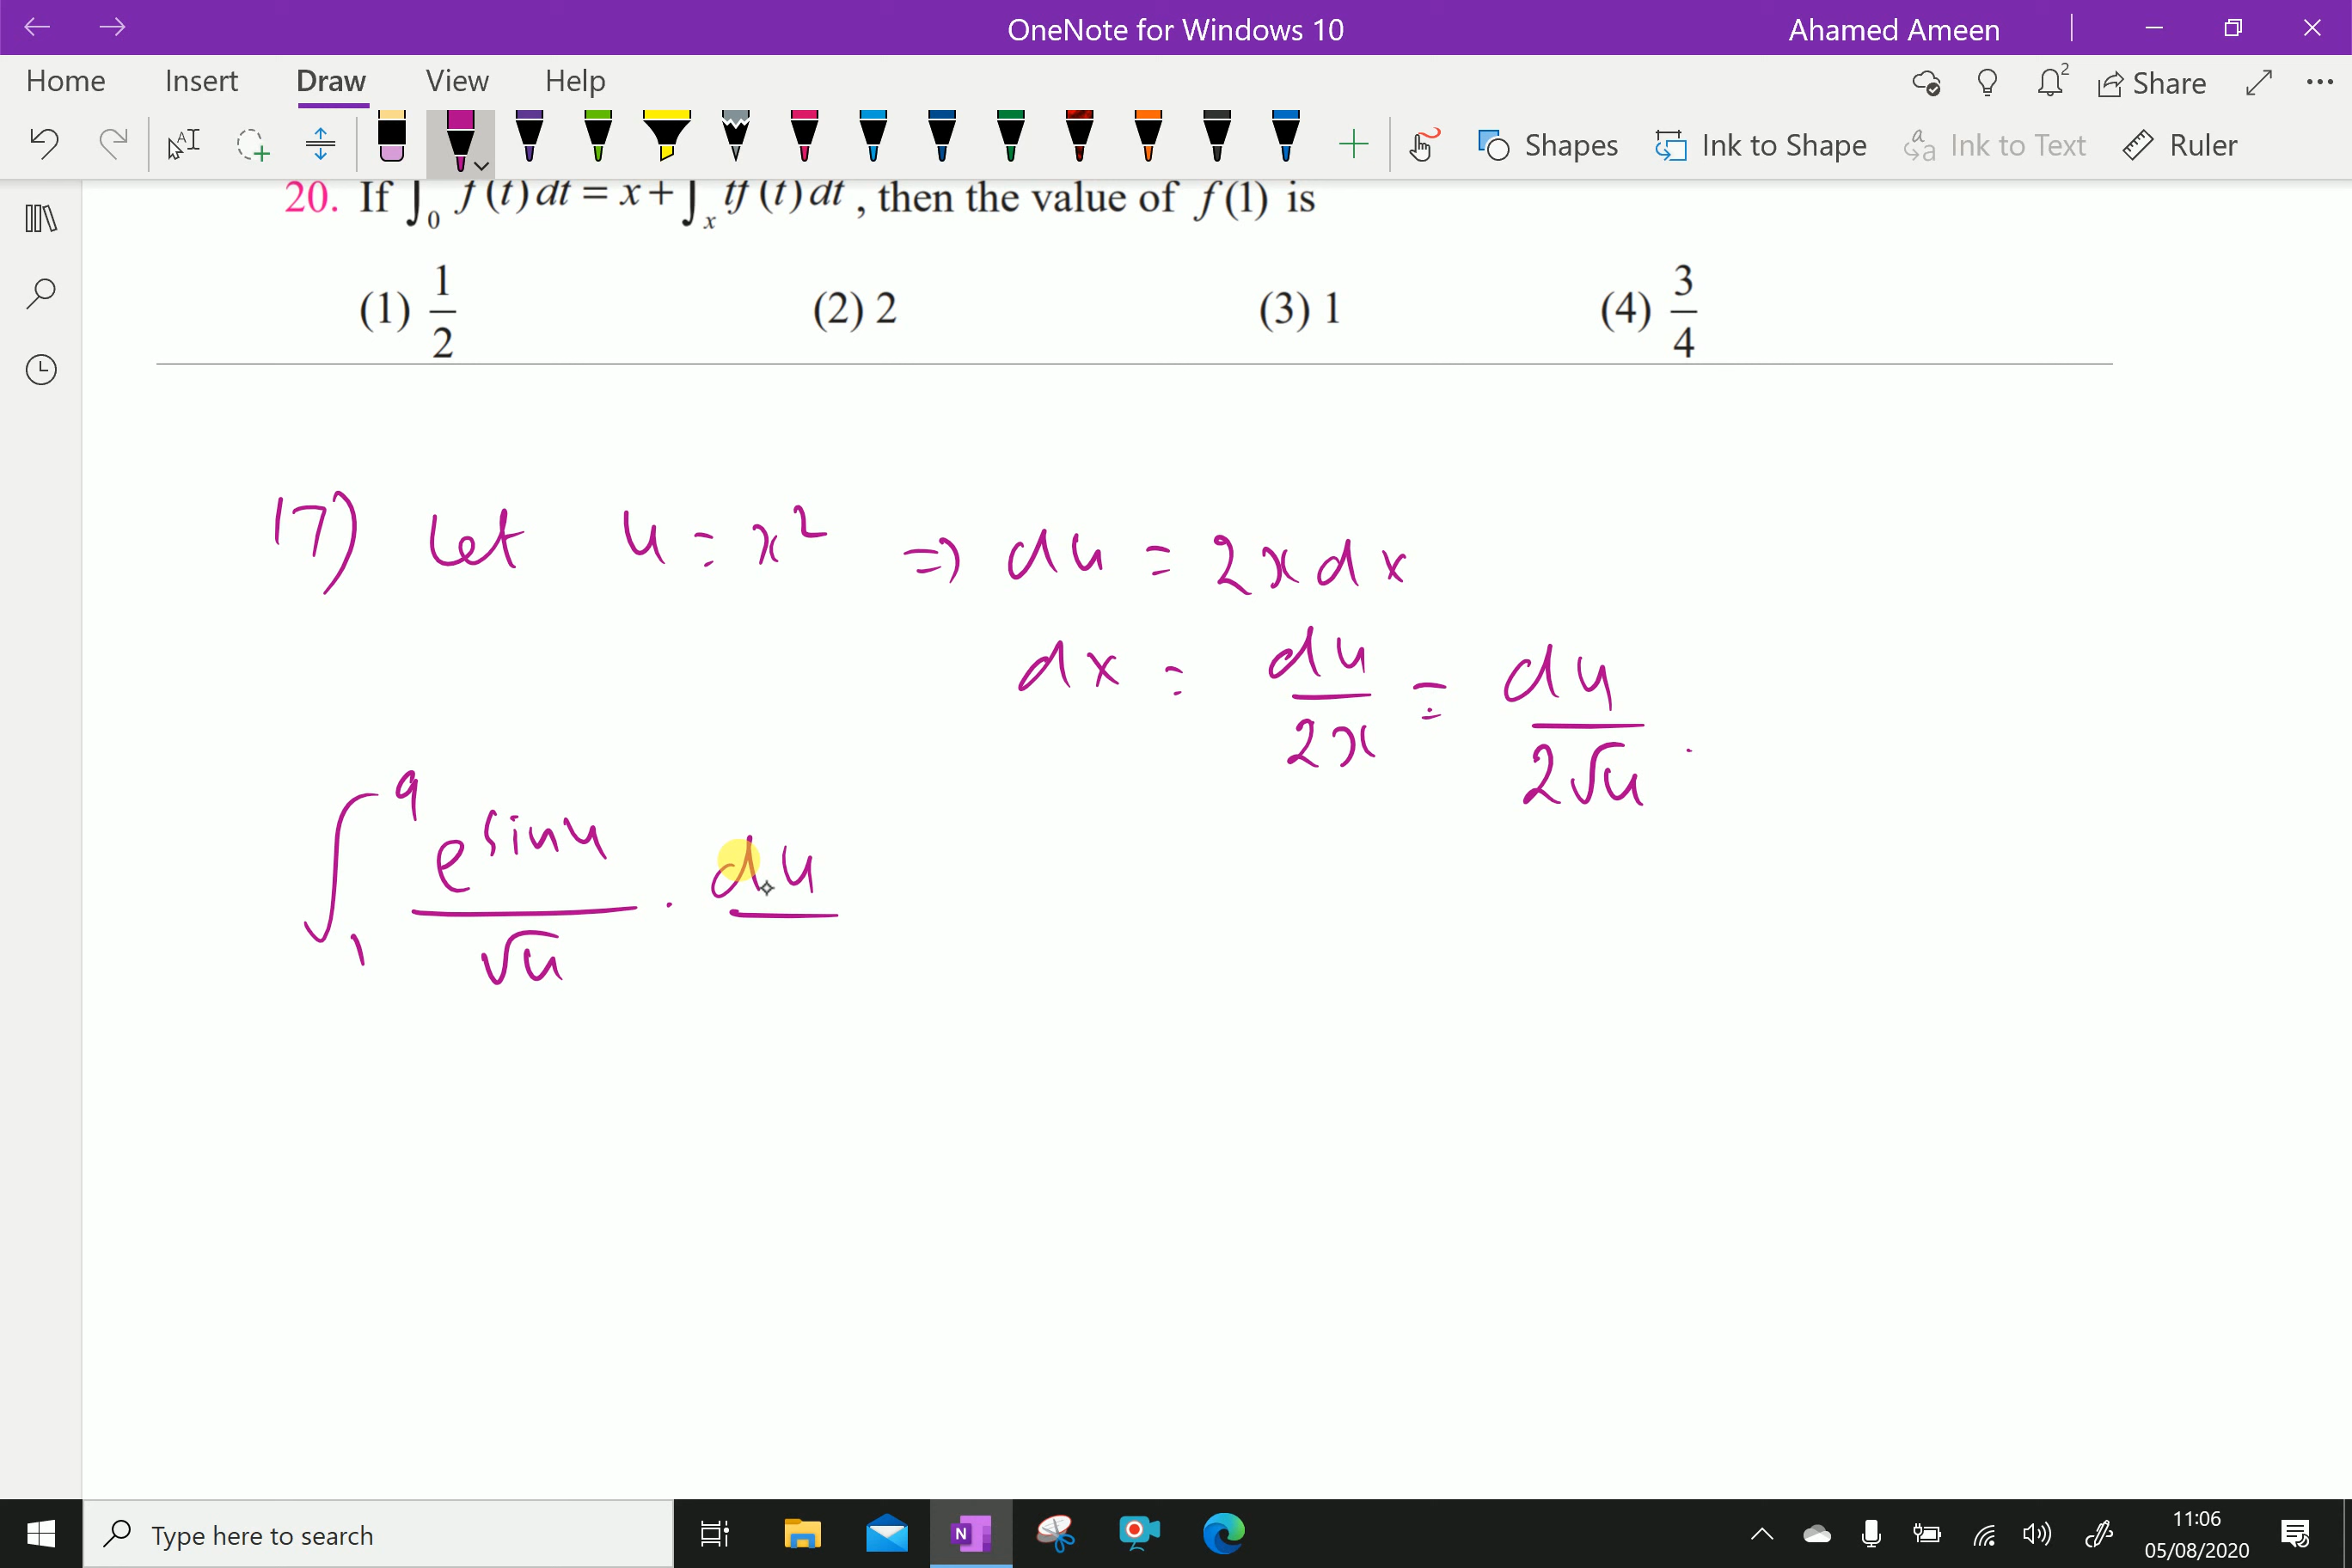 OneNote for Windows 10
Ahamed Ameen
Home Insert Draw View Help
2
Share
Shapes Ink to Shape Ink to Text Ruler
20. If ∫₀ f(t)dt = x + ∫ₓ tf(t)dt , then the value of f(1) is
(1) 1/2 (2) 2 (3) 1 (4) 3/4
17) Let u = x² => du = 2x dx
dx = du/2x = du/2√u .
∫₁⁹ e^sin u/√u . du
Type here to search
11:06
05/08/2020